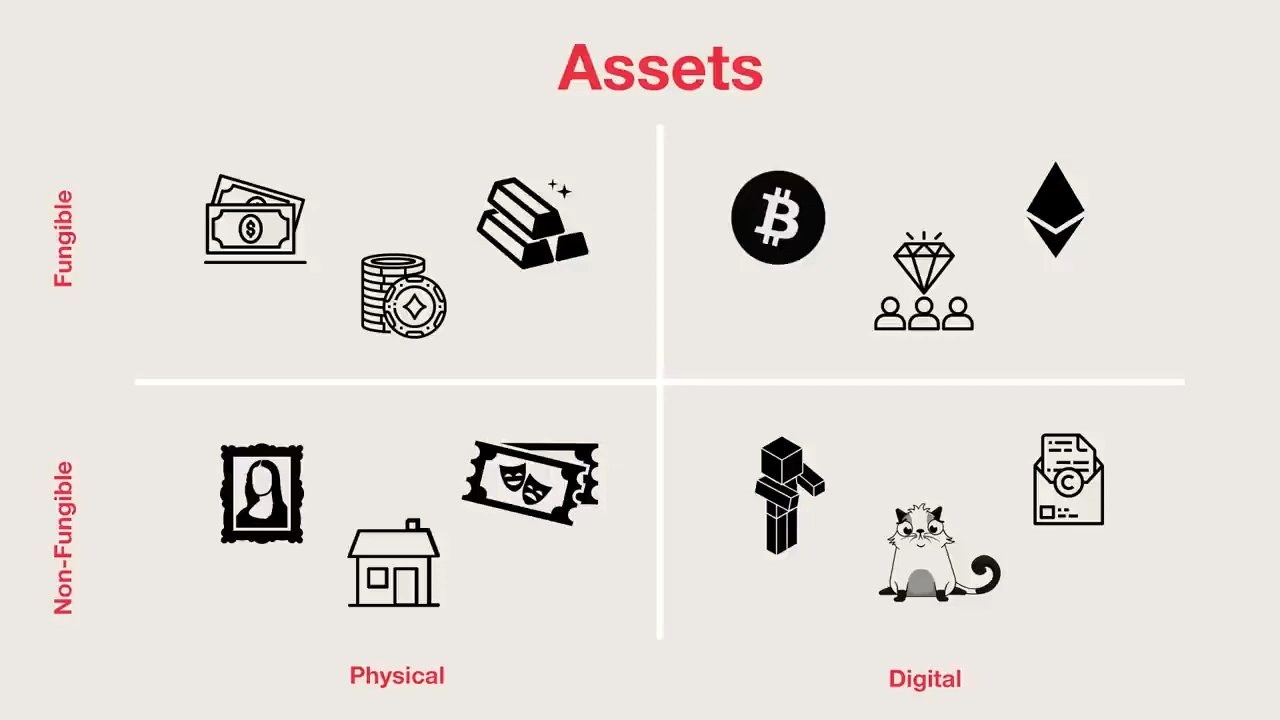 Assets
Fungible
Non-Fungible
Physical
Digital